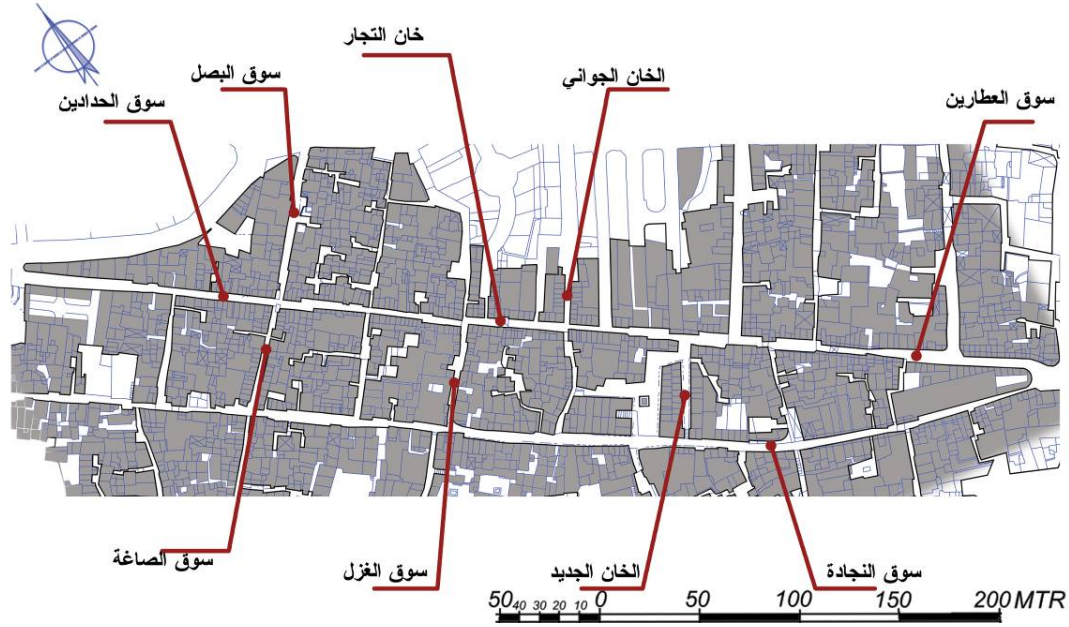 خان التجار
سوق البصل
الخان الجواني
سوق الحدادين
سوق العطارين
سوق الصاغة
سوق الغزل
الخان الجديد
سوق النجادة
50 40 30 20 10 0 50 100 150 200 MTR